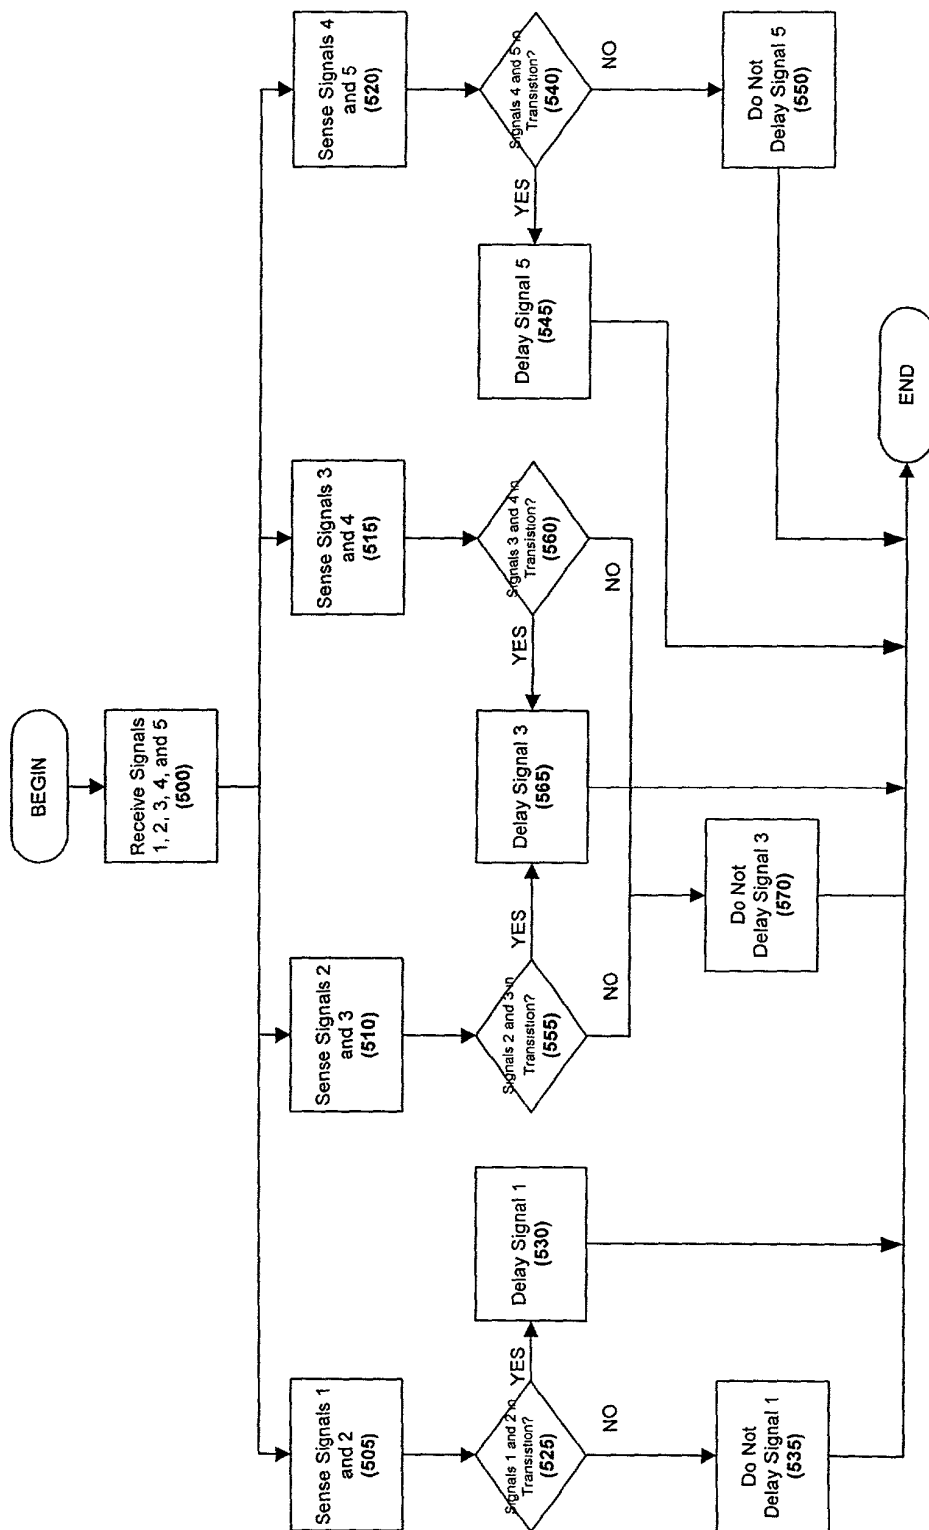 BEGIN
Receive Signals
1, 2, 3, 4, and 5
(500)
Sense Signals 1
and 2
(505)
Sense Signals 2
and 3
(510)
Sense Signals 3
and 4
(515)
Sense Signals 4
and 5
(520)
Signals 1 and 2 in
Transistion?
(525)
YES
NO
Delay Signal 1
(530)
Do Not
Delay Signal 1
(535)
Signals 2 and 3 in
Transistion?
(555)
YES
NO
Delay Signal 3
(565)
Signals 3 and 4 in
Transistion?
(560)
YES
NO
Do Not
Delay Signal 3
(570)
Signals 4 and 5 in
Transistion?
(540)
YES
NO
Delay Signal 5
(545)
Do Not
Delay Signal 5
(550)
END